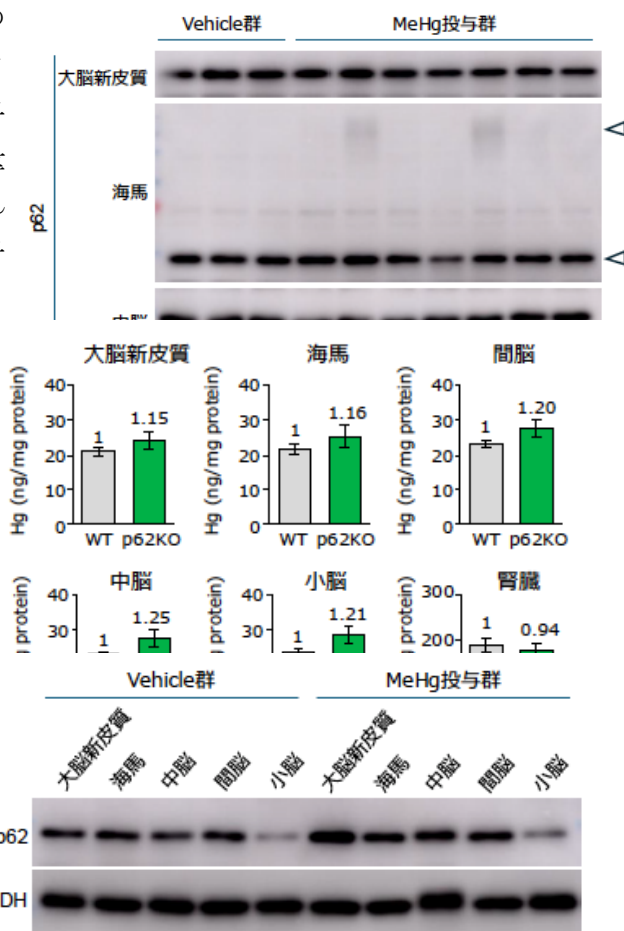 Vehicle群 MeHg投与群
大脳新皮質
海馬
p62
大脳新皮質 海馬 間脳
Hg (ng/mg protein) 40 30 20 10 0 1 1.15 WT p62KO
Hg (ng/mg protein) 40 30 20 10 0 1 1.16 WT p62KO
Hg (ng/mg protein) 40 30 20 10 0 1 1.20 WT p62KO
中脳 小脳 腎臓
protein) 40 30 1 1.25
protein) 40 30 1 1.21
protein) 300 200 1 0.94
Vehicle群 MeHg投与群
大脳新皮質 海馬 中脳 間脳 小脳 大脳新皮質 海馬 中脳 間脳 小脳
p62
DH